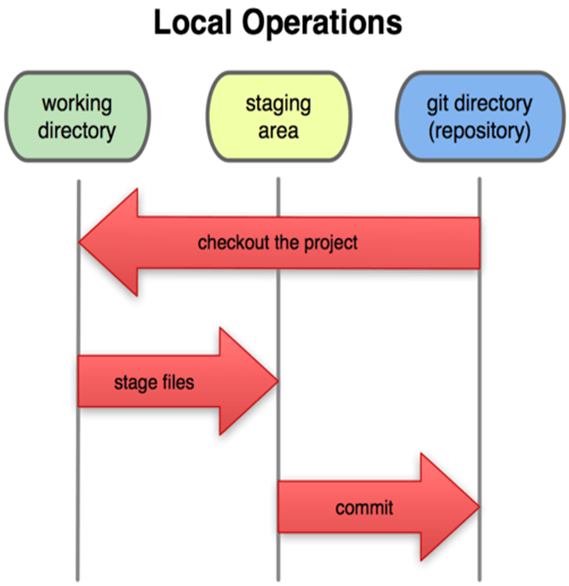 Local Operations
working
directory
staging
area
git directory
(repository)
checkout the project
stage files
commit